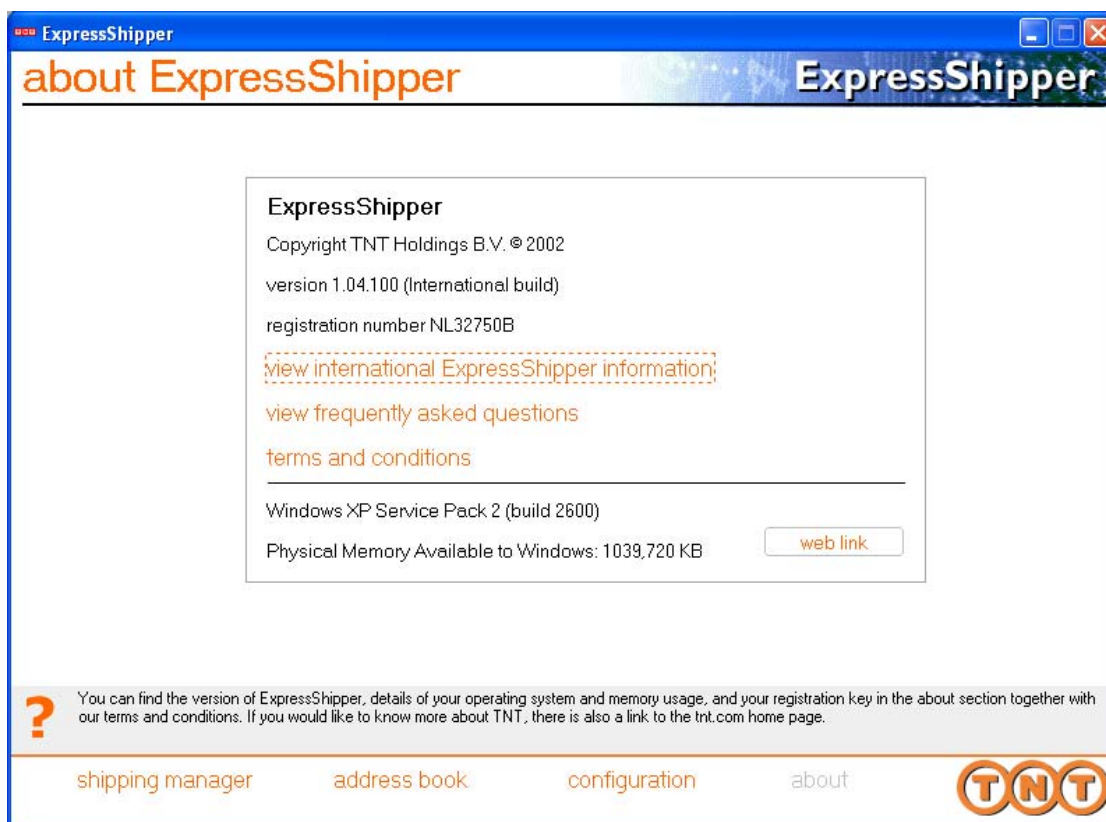 ExpressShipper
about ExpressShipper
ExpressShipper
ExpressShipper
Copyright TNT Holdings B.V. © 2002
version 1.04.100 (International build)
registration number NL32750B
view international ExpressShipper information
view frequently asked questions
terms and conditions
Windows XP Service Pack 2 (build 2600)
Physical Memory Available to Windows: 1039,720 KB
web link
? You can find the version of ExpressShipper, details of your operating system and memory usage, and your registration key in the about section together with
our terms and conditions. If you would like to know more about TNT, there is also a link to the tnt.com home page.
shipping manager address book configuration about TNT